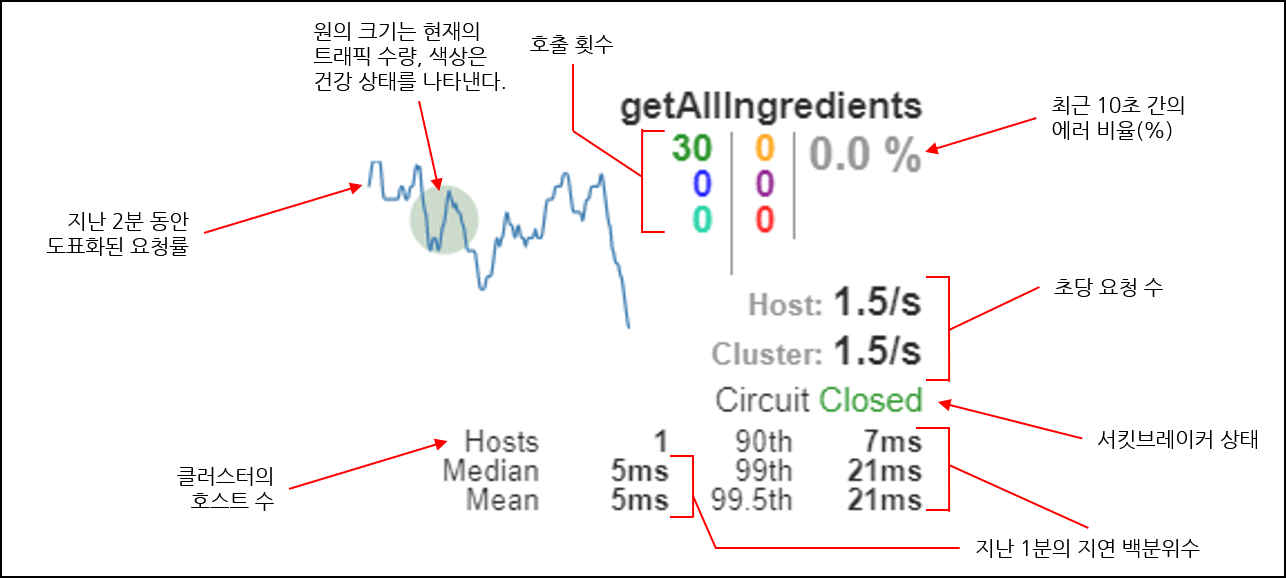 원의 크기는 현재의
트래픽 수량, 색상은
건강 상태를 나타낸다.
호출 횟수
getAllIngredients
최근 10초 간의
에러 비율(%)
30 0 0.0 %
0 0
0 0
지난 2분 동안
도표화된 요청률
Host: 1.5/s
초당 요청 수
Cluster: 1.5/s
Circuit Closed
서킷브레이커 상태
Hosts 1 90th 7ms
Median 5ms 99th 21ms
Mean 5ms 99.5th 21ms
클러스터의
호스트 수
지난 1분의 지연 백분위수